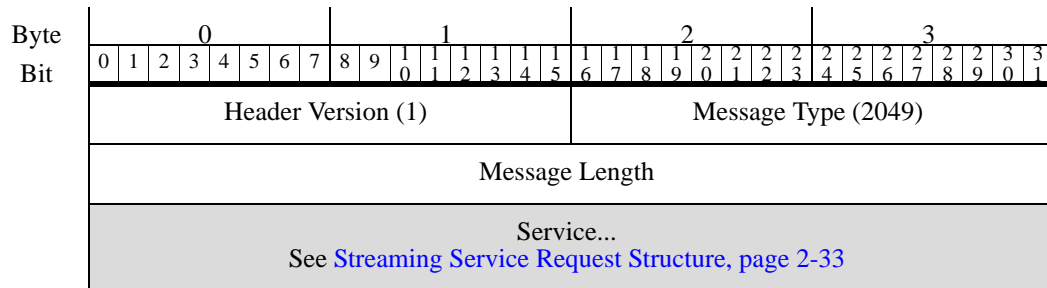 Byte 0 1 2 3
Bit 0 1 2 3 4 5 6 7 8 9 10 11 12 13 14 15 16 17 18 19 20 21 22 23 24 25 26 27 28 29 30 31
Header Version (1) Message Type (2049)
Message Length
Service...
See Streaming Service Request Structure, page 2-33